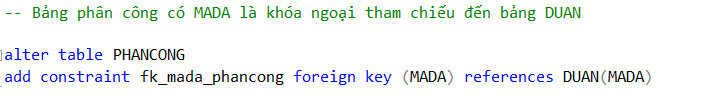 -- Bảng phân công có MADA là khóa ngoại tham chiếu đến bảng DUAN
alter table PHANCONG
add constraint fk_mada_phancong foreign key (MADA) references DUAN(MADA)